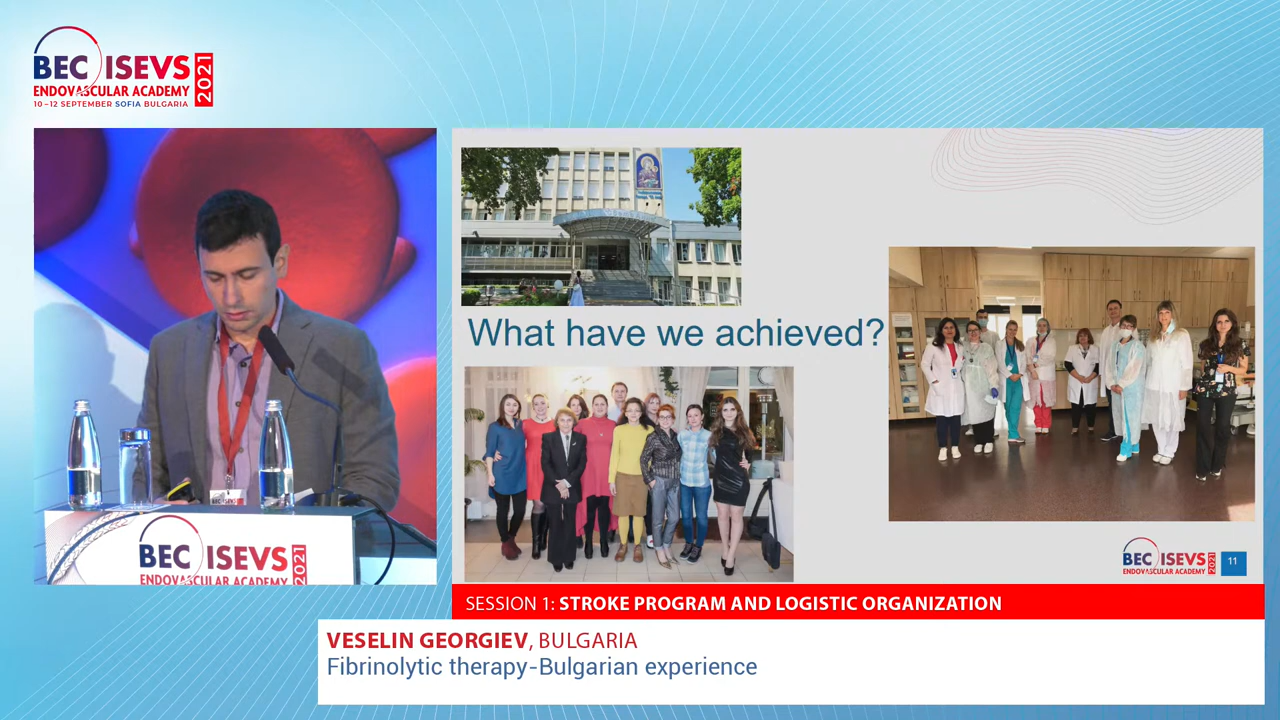 BEC ISEVS
2021
ENDOVASCULAR ACADEMY
10-12 SEPTEMBER SOFIA BULGARIA
What have we achieved?
BEC ISEVS
ENDOVASCULAR ACADEMY
2021
11
BEC ISEVS
BEC ISEVS
ENDOVASCULAR ACADEMY
2021
SESSION 1: STROKE PROGRAM AND LOGISTIC ORGANIZATION
VESELIN GEORGIEV, BULGARIA
Fibrinolytic therapy-Bulgarian experience